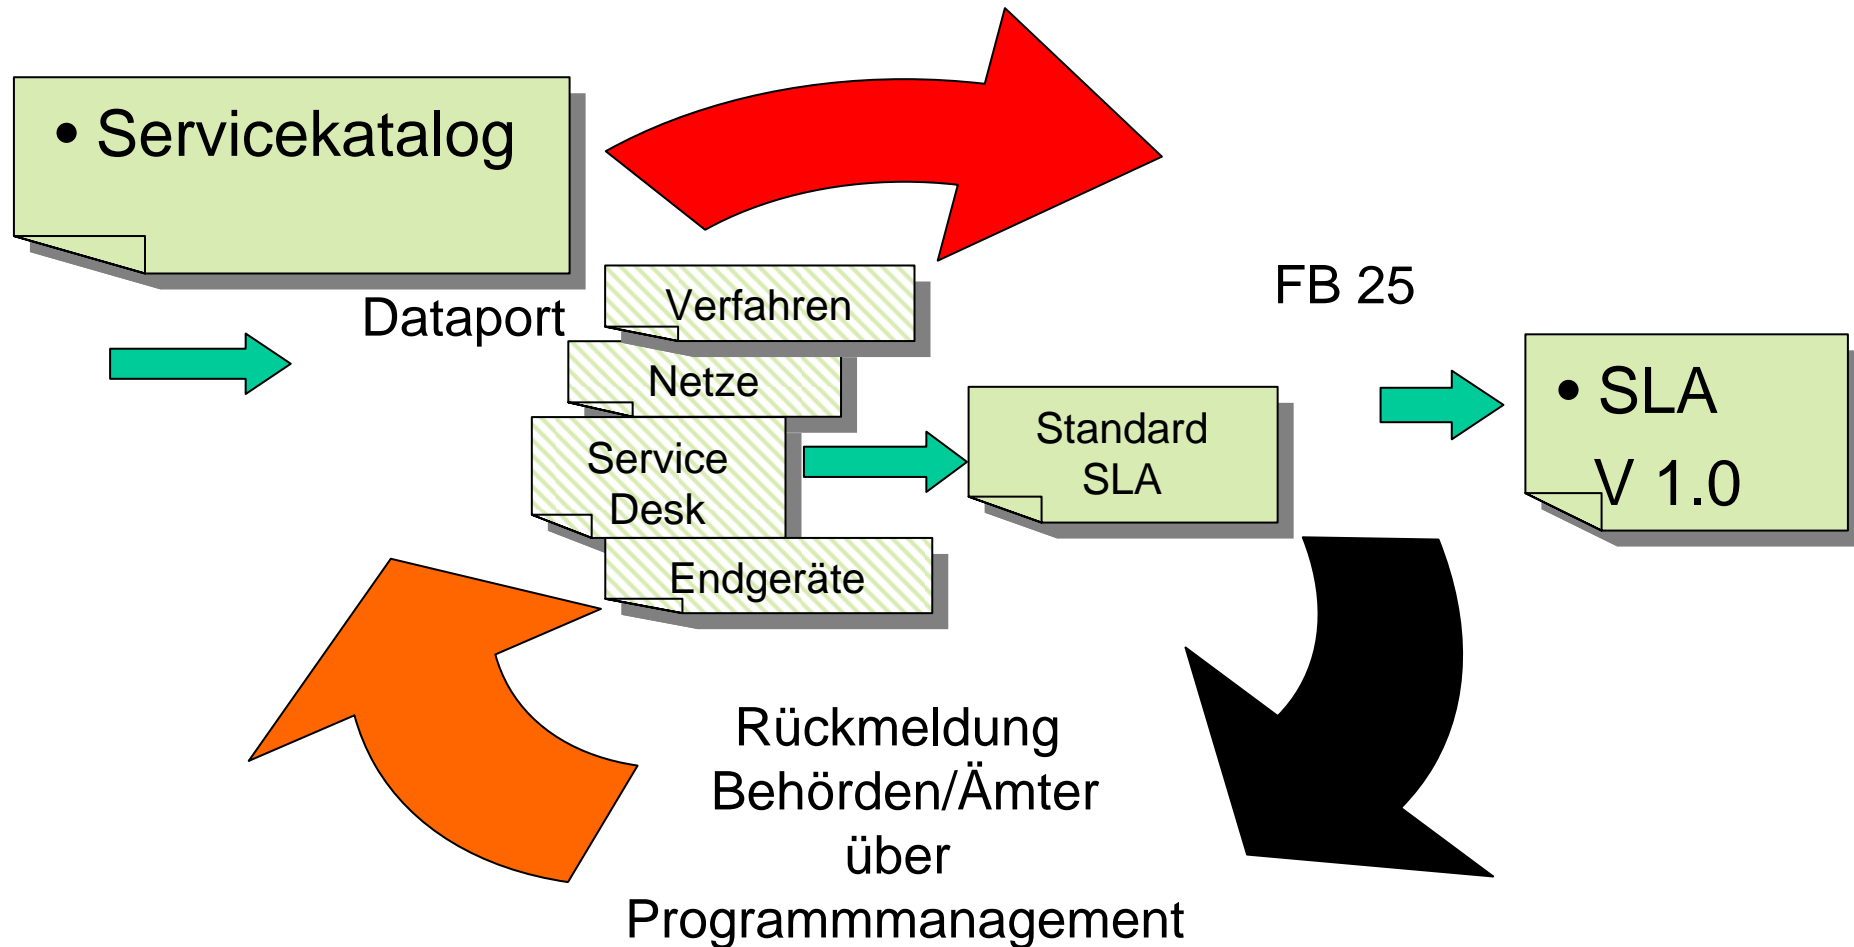 • Servicekatalog
Dataport
Verfahren
Netze
Service
Desk
Endgeräte
Standard
SLA
FB 25
• SLA
V 1.0
Rückmeldung
Behörden/Ämter
über
Programmmanagement